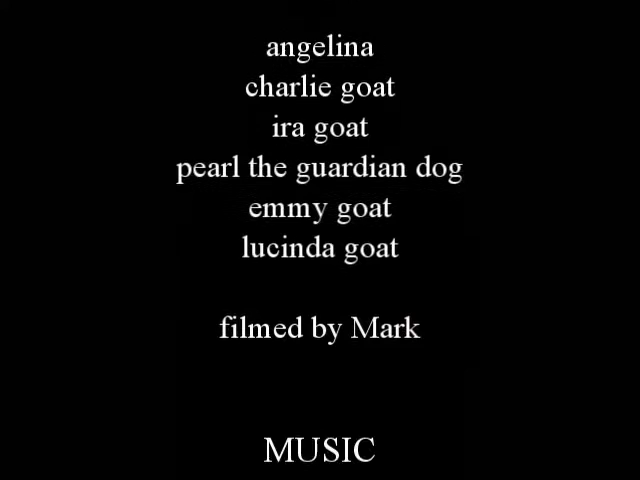 angelina
charlie goat
ira goat
pearl the guardian dog
emmy goat
lucinda goat
filmed by Mark
MUSIC